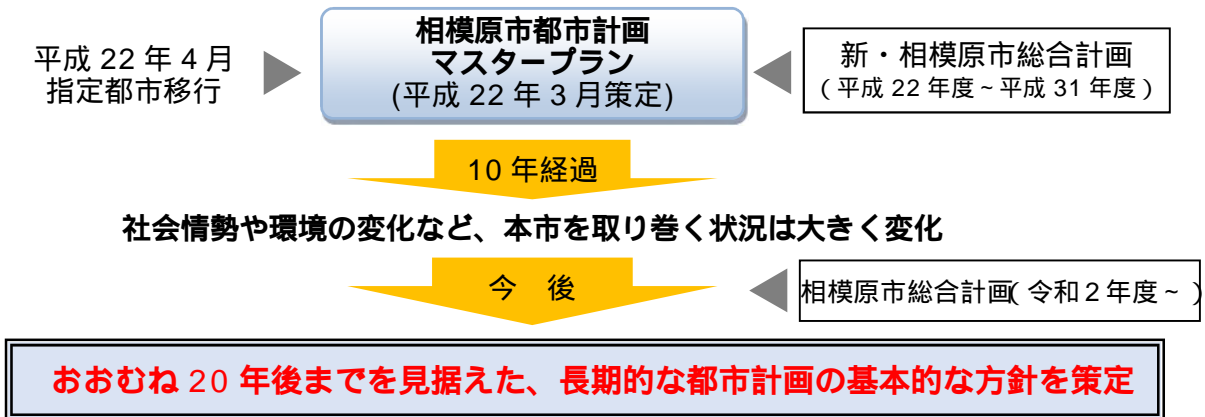 平成 22 年 4 月
指定都市移行
相模原市都市計画
マスタープラン
(平成 22 年 3 月策定)
新・相模原市総合計画
（平成 22 年度～平成 31 年度）
10 年経過
社会情勢や環境の変化など、本市を取り巻く状況は大きく変化
今　後
相模原市総合計画（令和２年度～）
おおむね 20 年後までを見据えた、長期的な都市計画の基本的な方針を策定